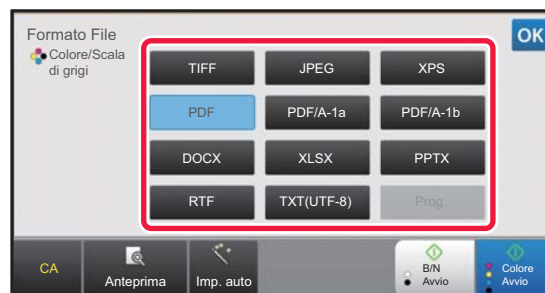 Formato File
OK
Colore/Scala
di grigi
TIFF
JPEG
XPS
PDF
PDF/A-1a
PDF/A-1b
DOCX
XLSX
PPTX
RTF
TXT(UTF-8)
Prog.
CA
Anteprima
Imp. auto
B/N
Avvio
Colore
Avvio